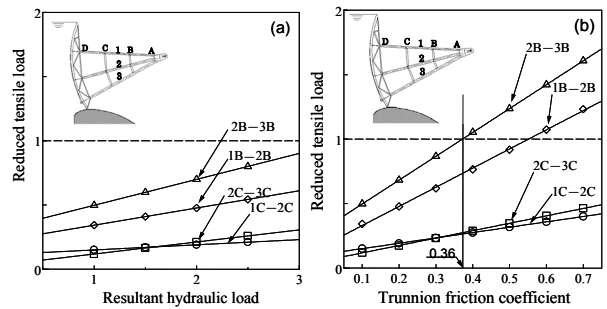 (a)
2
1
0
Reduced tensile load
D C 1 B A
2
3
2B−3B
1B−2B
2C−3C
1C−2C
1 2 3
Resultant hydraulic load
(b)
2
1
0
Reduced tensile load
D C 1 B A
2
3
2B−3B
1B−2B
2C−3C
1C−2C
0.36
0.1 0.2 0.3 0.4 0.5 0.6 0.7
Trunnion friction coefficient